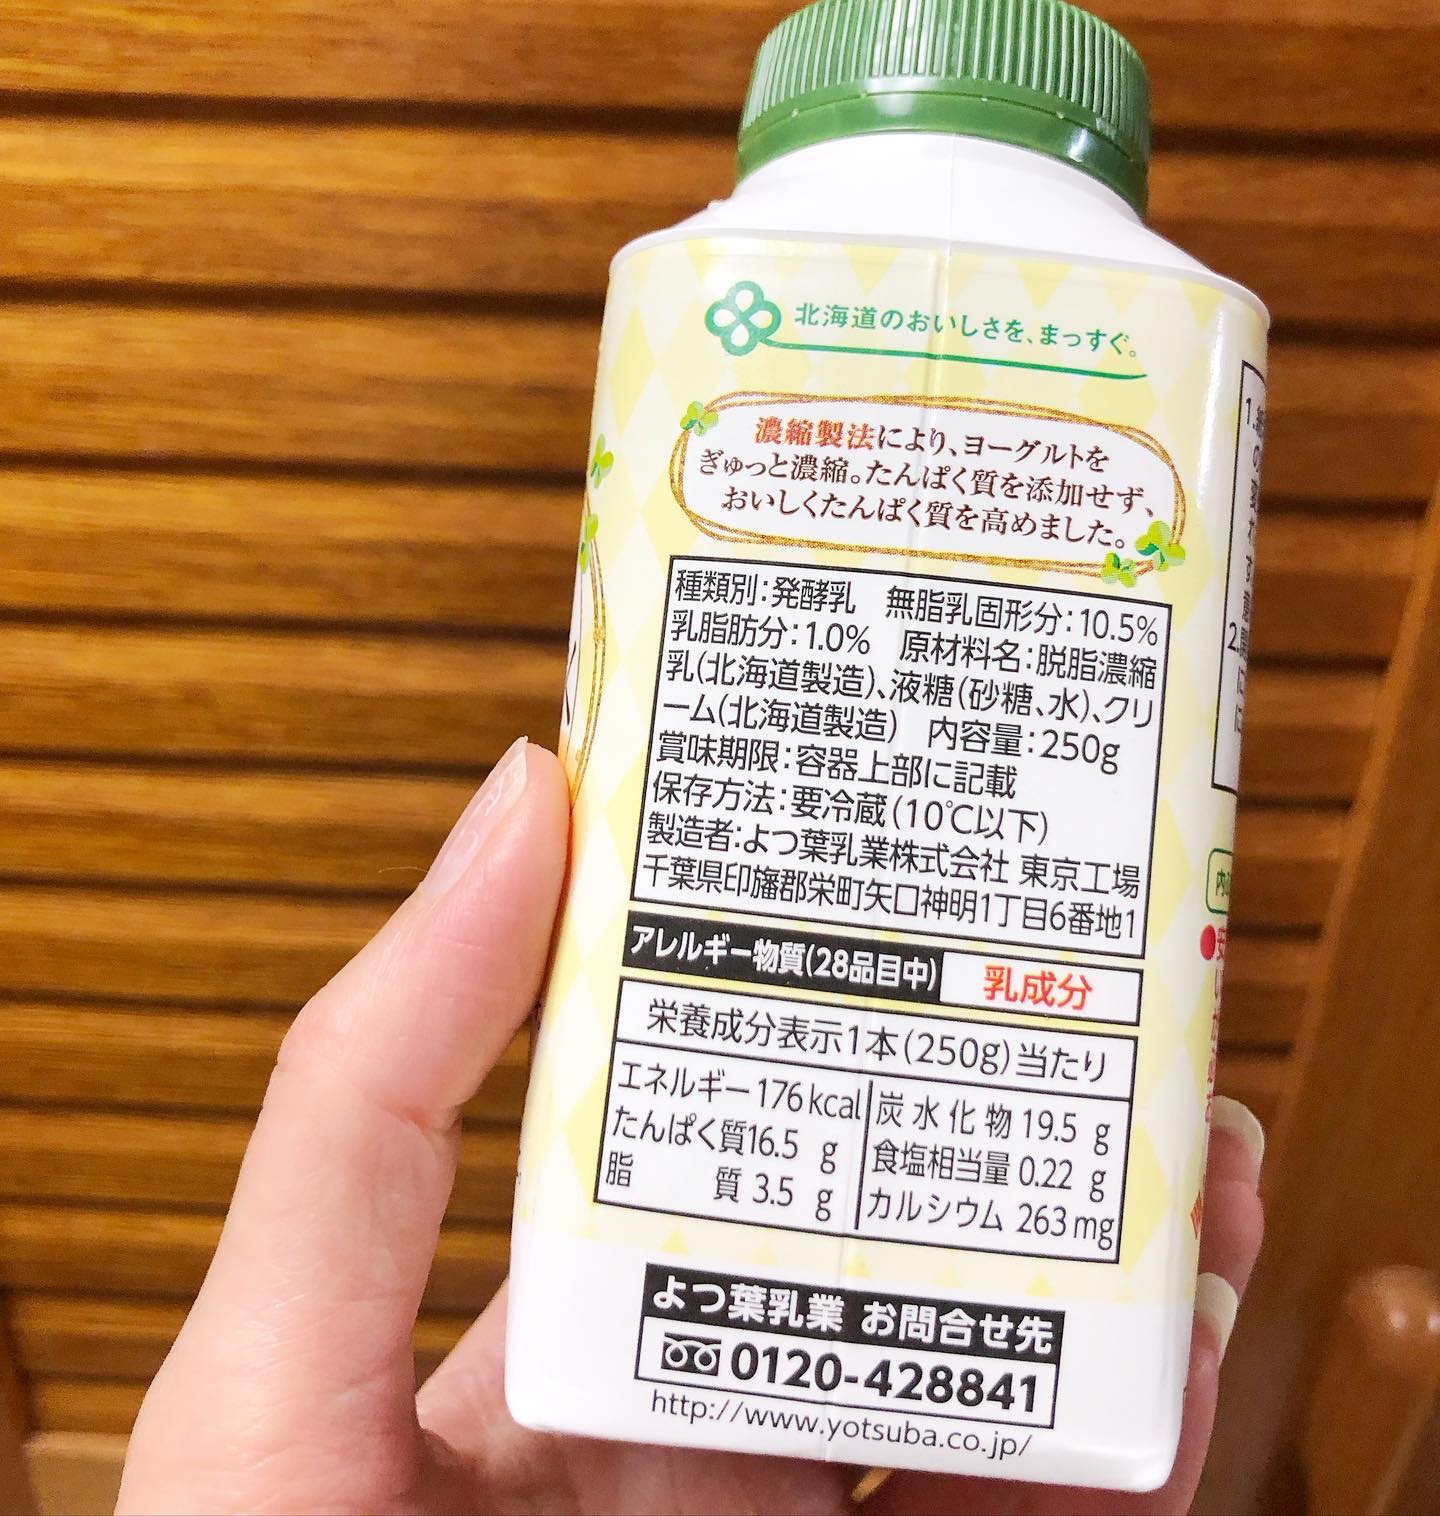 北海道のおいしさを、まっすぐ。
濃縮製法により、ヨーグルトを
ぎゅっと濃縮。たんぱく質を添加せず、
おいしくたんぱく質を高めました。
種類別:発酵乳　無脂乳固形分:10.5%
乳脂肪分:1.0%　原材料名:脱脂濃縮
乳(北海道製造)、液糖(砂糖、水)、クリ
ーム(北海道製造)　内容量:250g
賞味期限:容器上部に記載
保存方法:要冷蔵(10℃以下)
製造者:よつ葉乳業株式会社 東京工場
千葉県印旛郡栄町矢口神明1丁目6番地1
アレルギー物質(28品目中) 乳成分
栄養成分表示1本(250g)当たり
エネルギー 176kcal 炭水化物 19.5 g
たんぱく質16.5 g 食塩相当量 0.22 g
脂質 3.5 g カルシウム 263mg
よつ葉乳業 お問合せ先
0120-428841
http://www.yotsuba.co.jp/